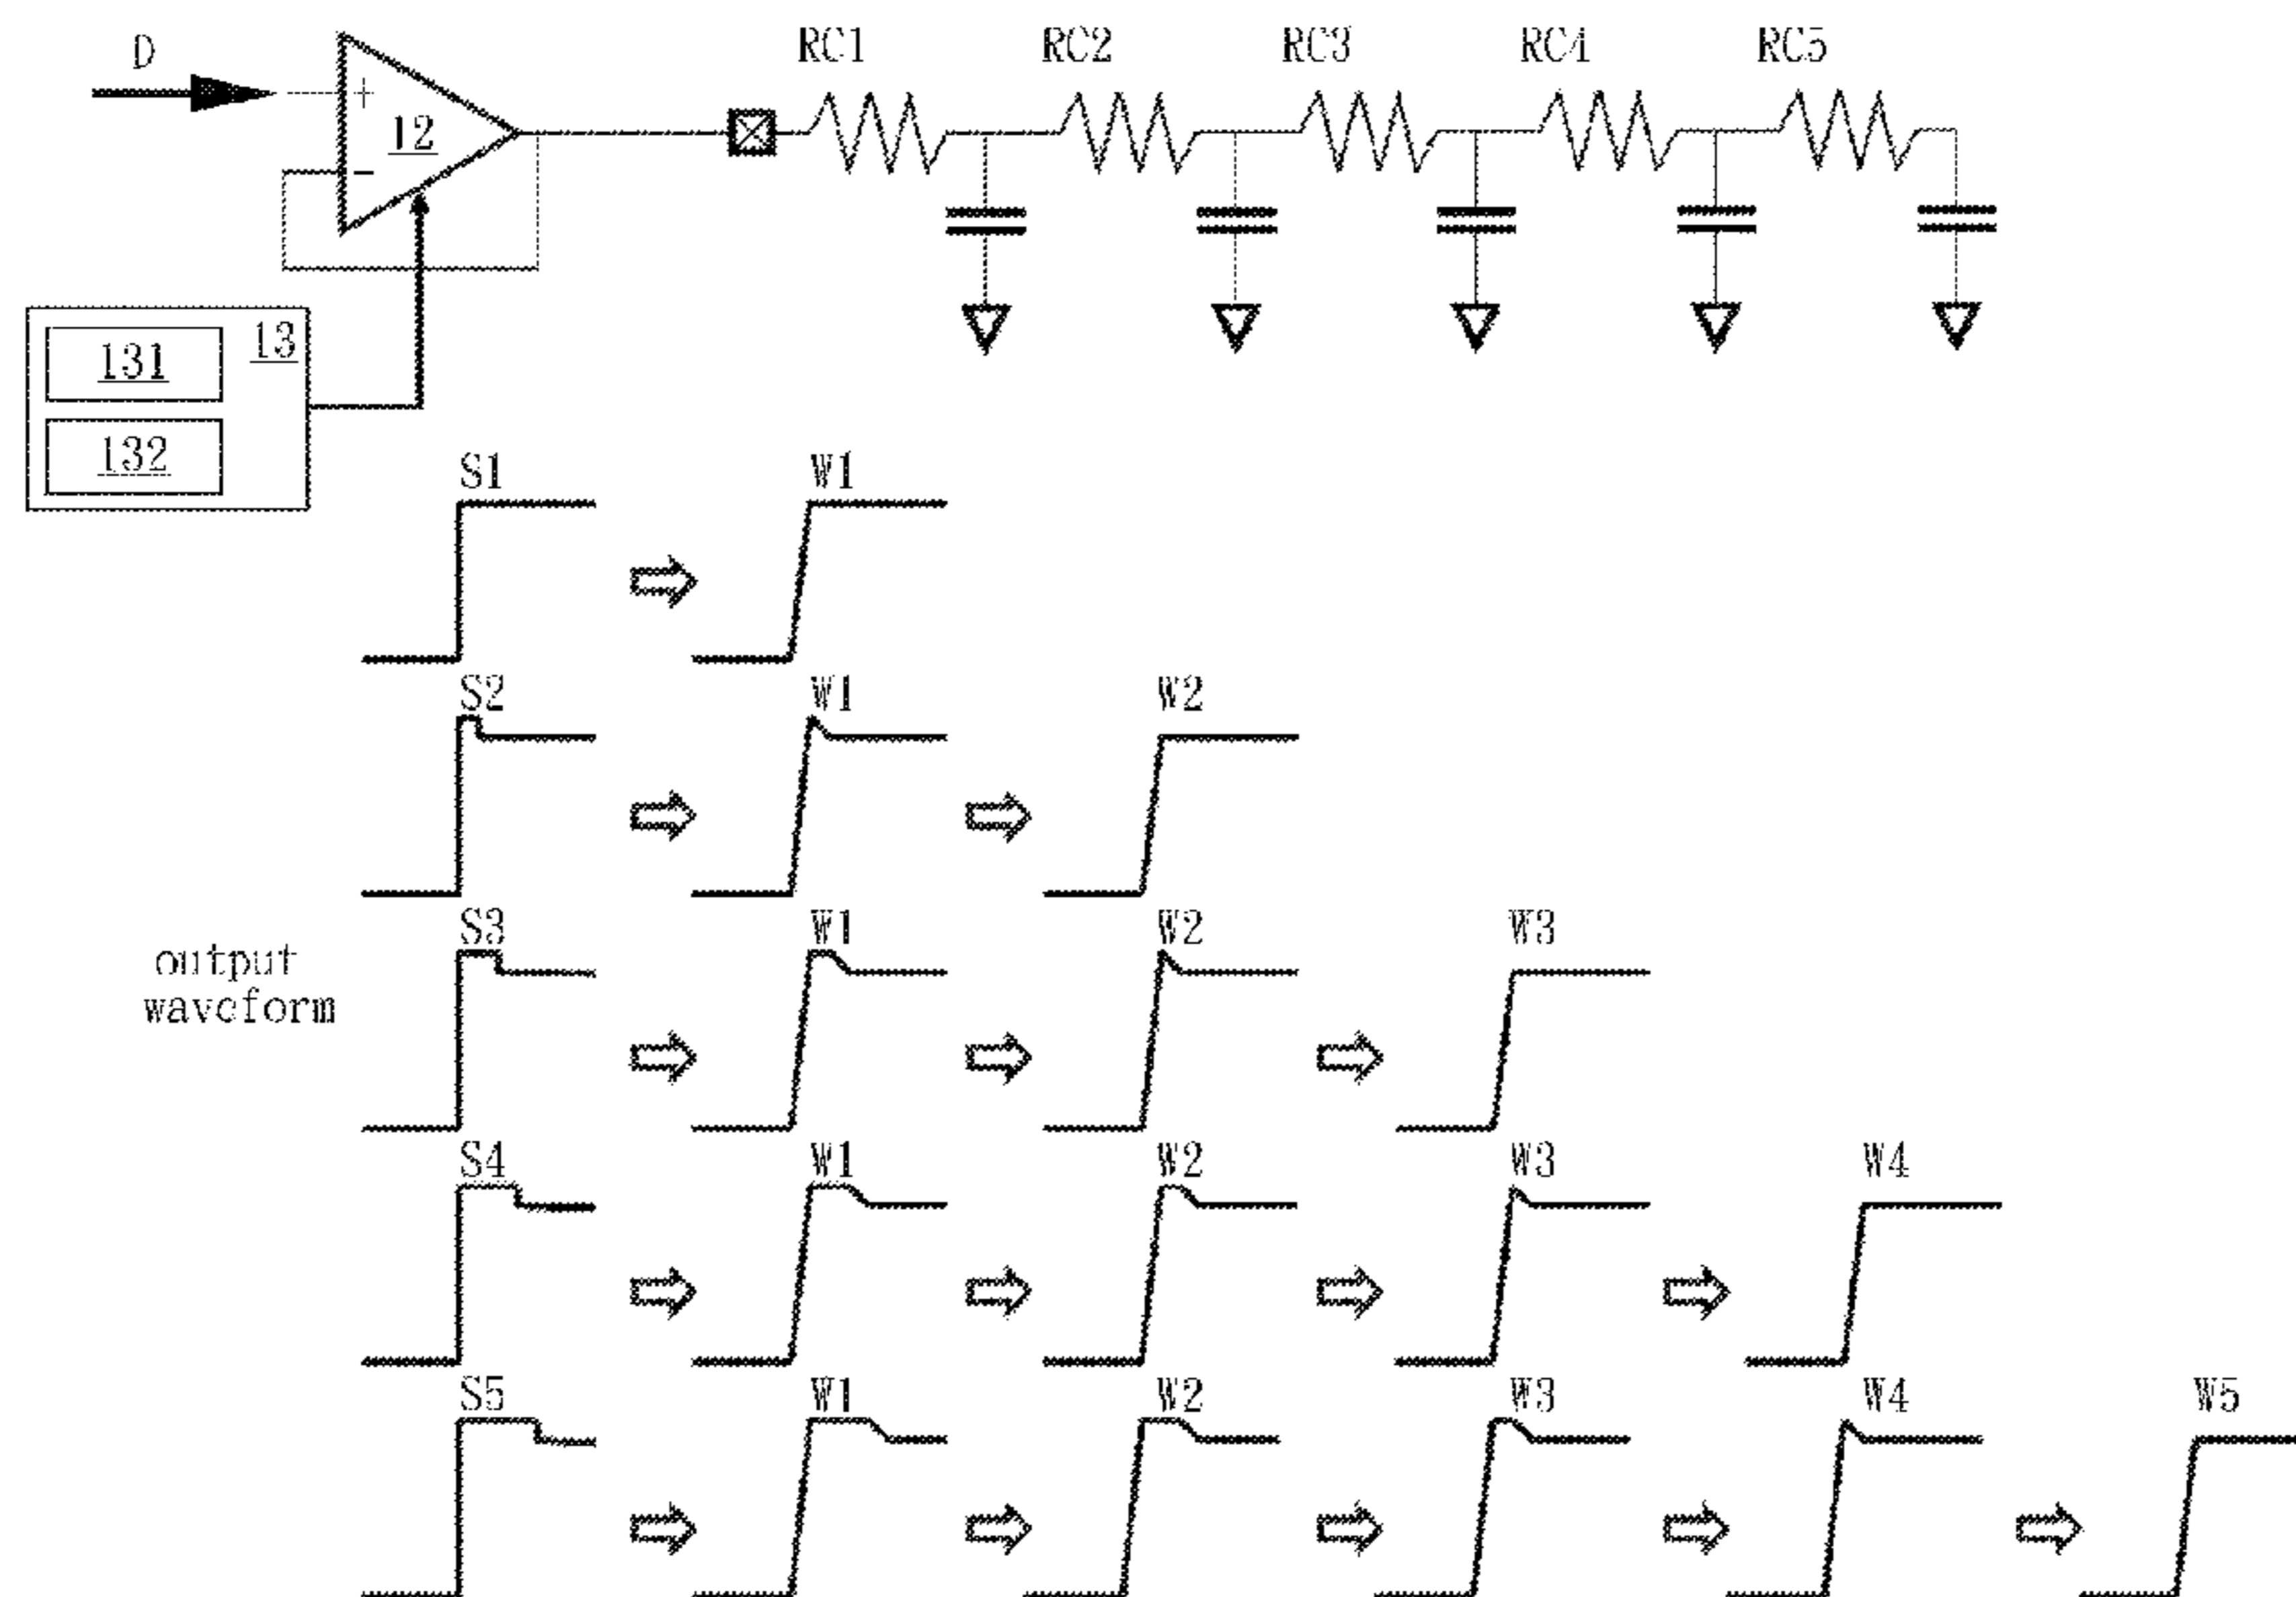 D
RC1 RC2 RC3 RC4 RC5
+
12
-
13
131
132
S1 W1
S2 W1 W2
S3 W1 W2 W3
output
waveform
S4 W1 W2 W3 W4
S5 W1 W2 W3 W4 W5